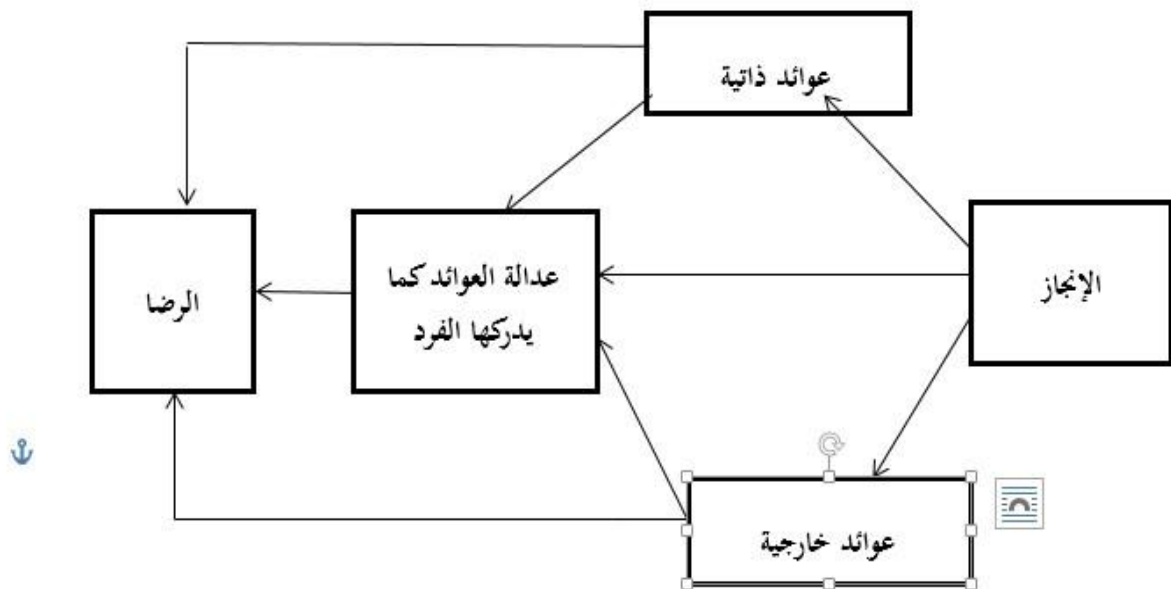 عوائد ذاتية
الإنجاز
عدالة العوائد كما
يدركها الفرد
الرضا
عوائد خارجية